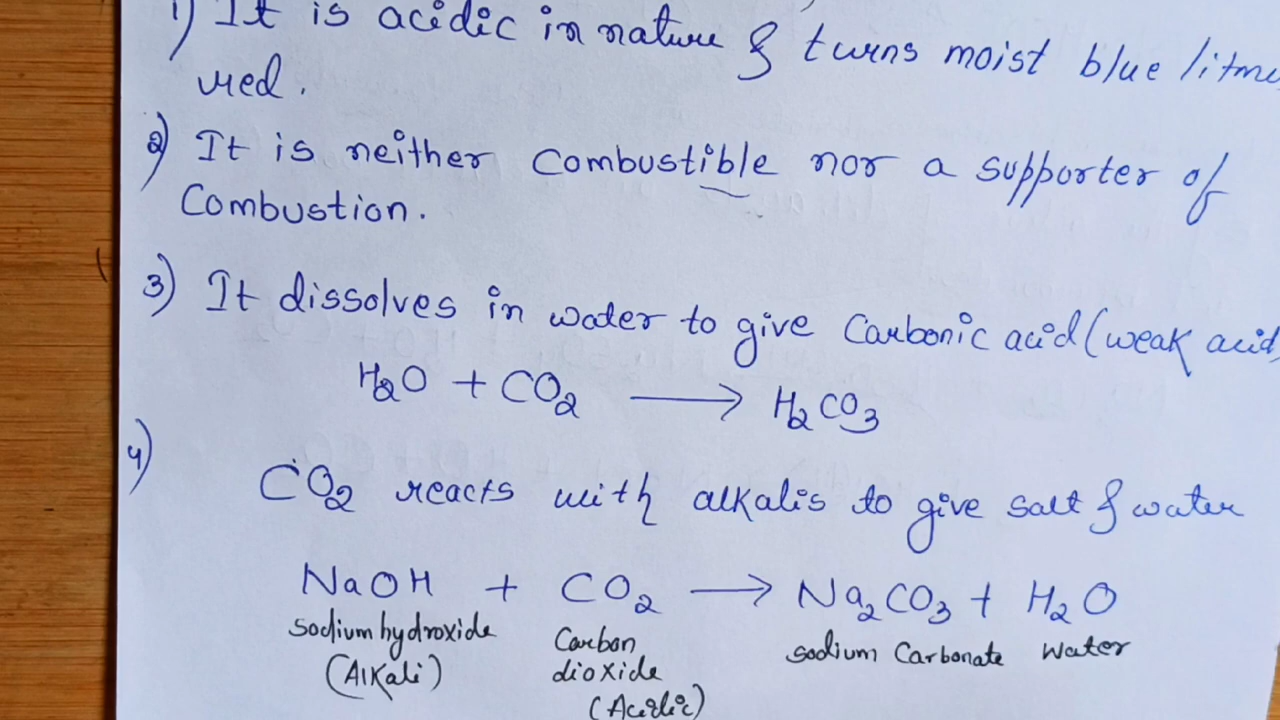 1) It is acidic in nature & turns moist blue litmu
red.
2) It is neither combustible nor a supporter of
Combustion.
3) It dissolves in water to give Carbonic acid (weak acid
H₂O + CO₂ ⟶ H₂CO₃
4)
CO₂ reacts with alkalis to give salt & water
NaOH + CO₂ ⟶ Na₂CO₃ + H₂O
sodium hydroxide Carbon sodium Carbonate Water
(Alkali) dioxide
(Acidic)